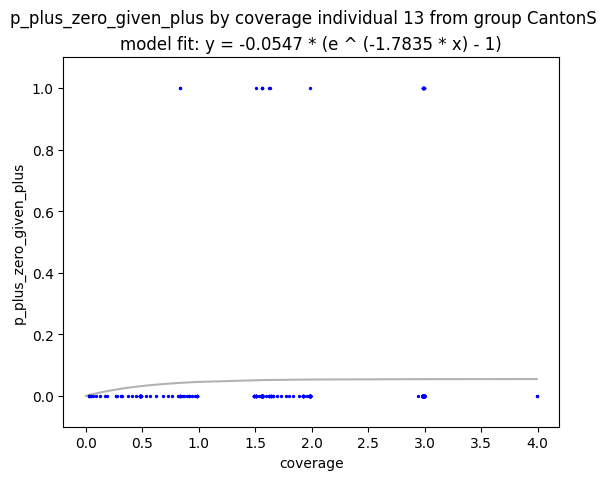 p_plus_zero_given_plus by coverage individual 13 from group CantonS
model fit: y = -0.0547 * (e ^ (-1.7835 * x) - 1)
1.0
0.8
0.6
0.4
0.2
0.0
p_plus_zero_given_plus
0.0 0.5 1.0 1.5 2.0 2.5 3.0 3.5 4.0
coverage